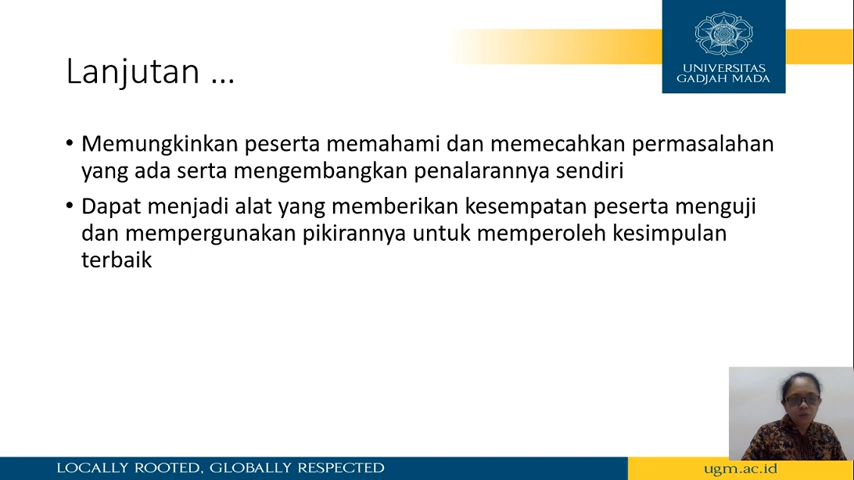 UNIVERSITAS
GADJAH MADA
Lanjutan ...
• Memungkinkan peserta memahami dan memecahkan permasalahan
yang ada serta mengembangkan penalarannya sendiri
• Dapat menjadi alat yang memberikan kesempatan peserta menguji
dan mempergunakan pikirannya untuk memperoleh kesimpulan
terbaik
LOCALLY ROOTED, GLOBALLY RESPECTED
ugm.ac.id